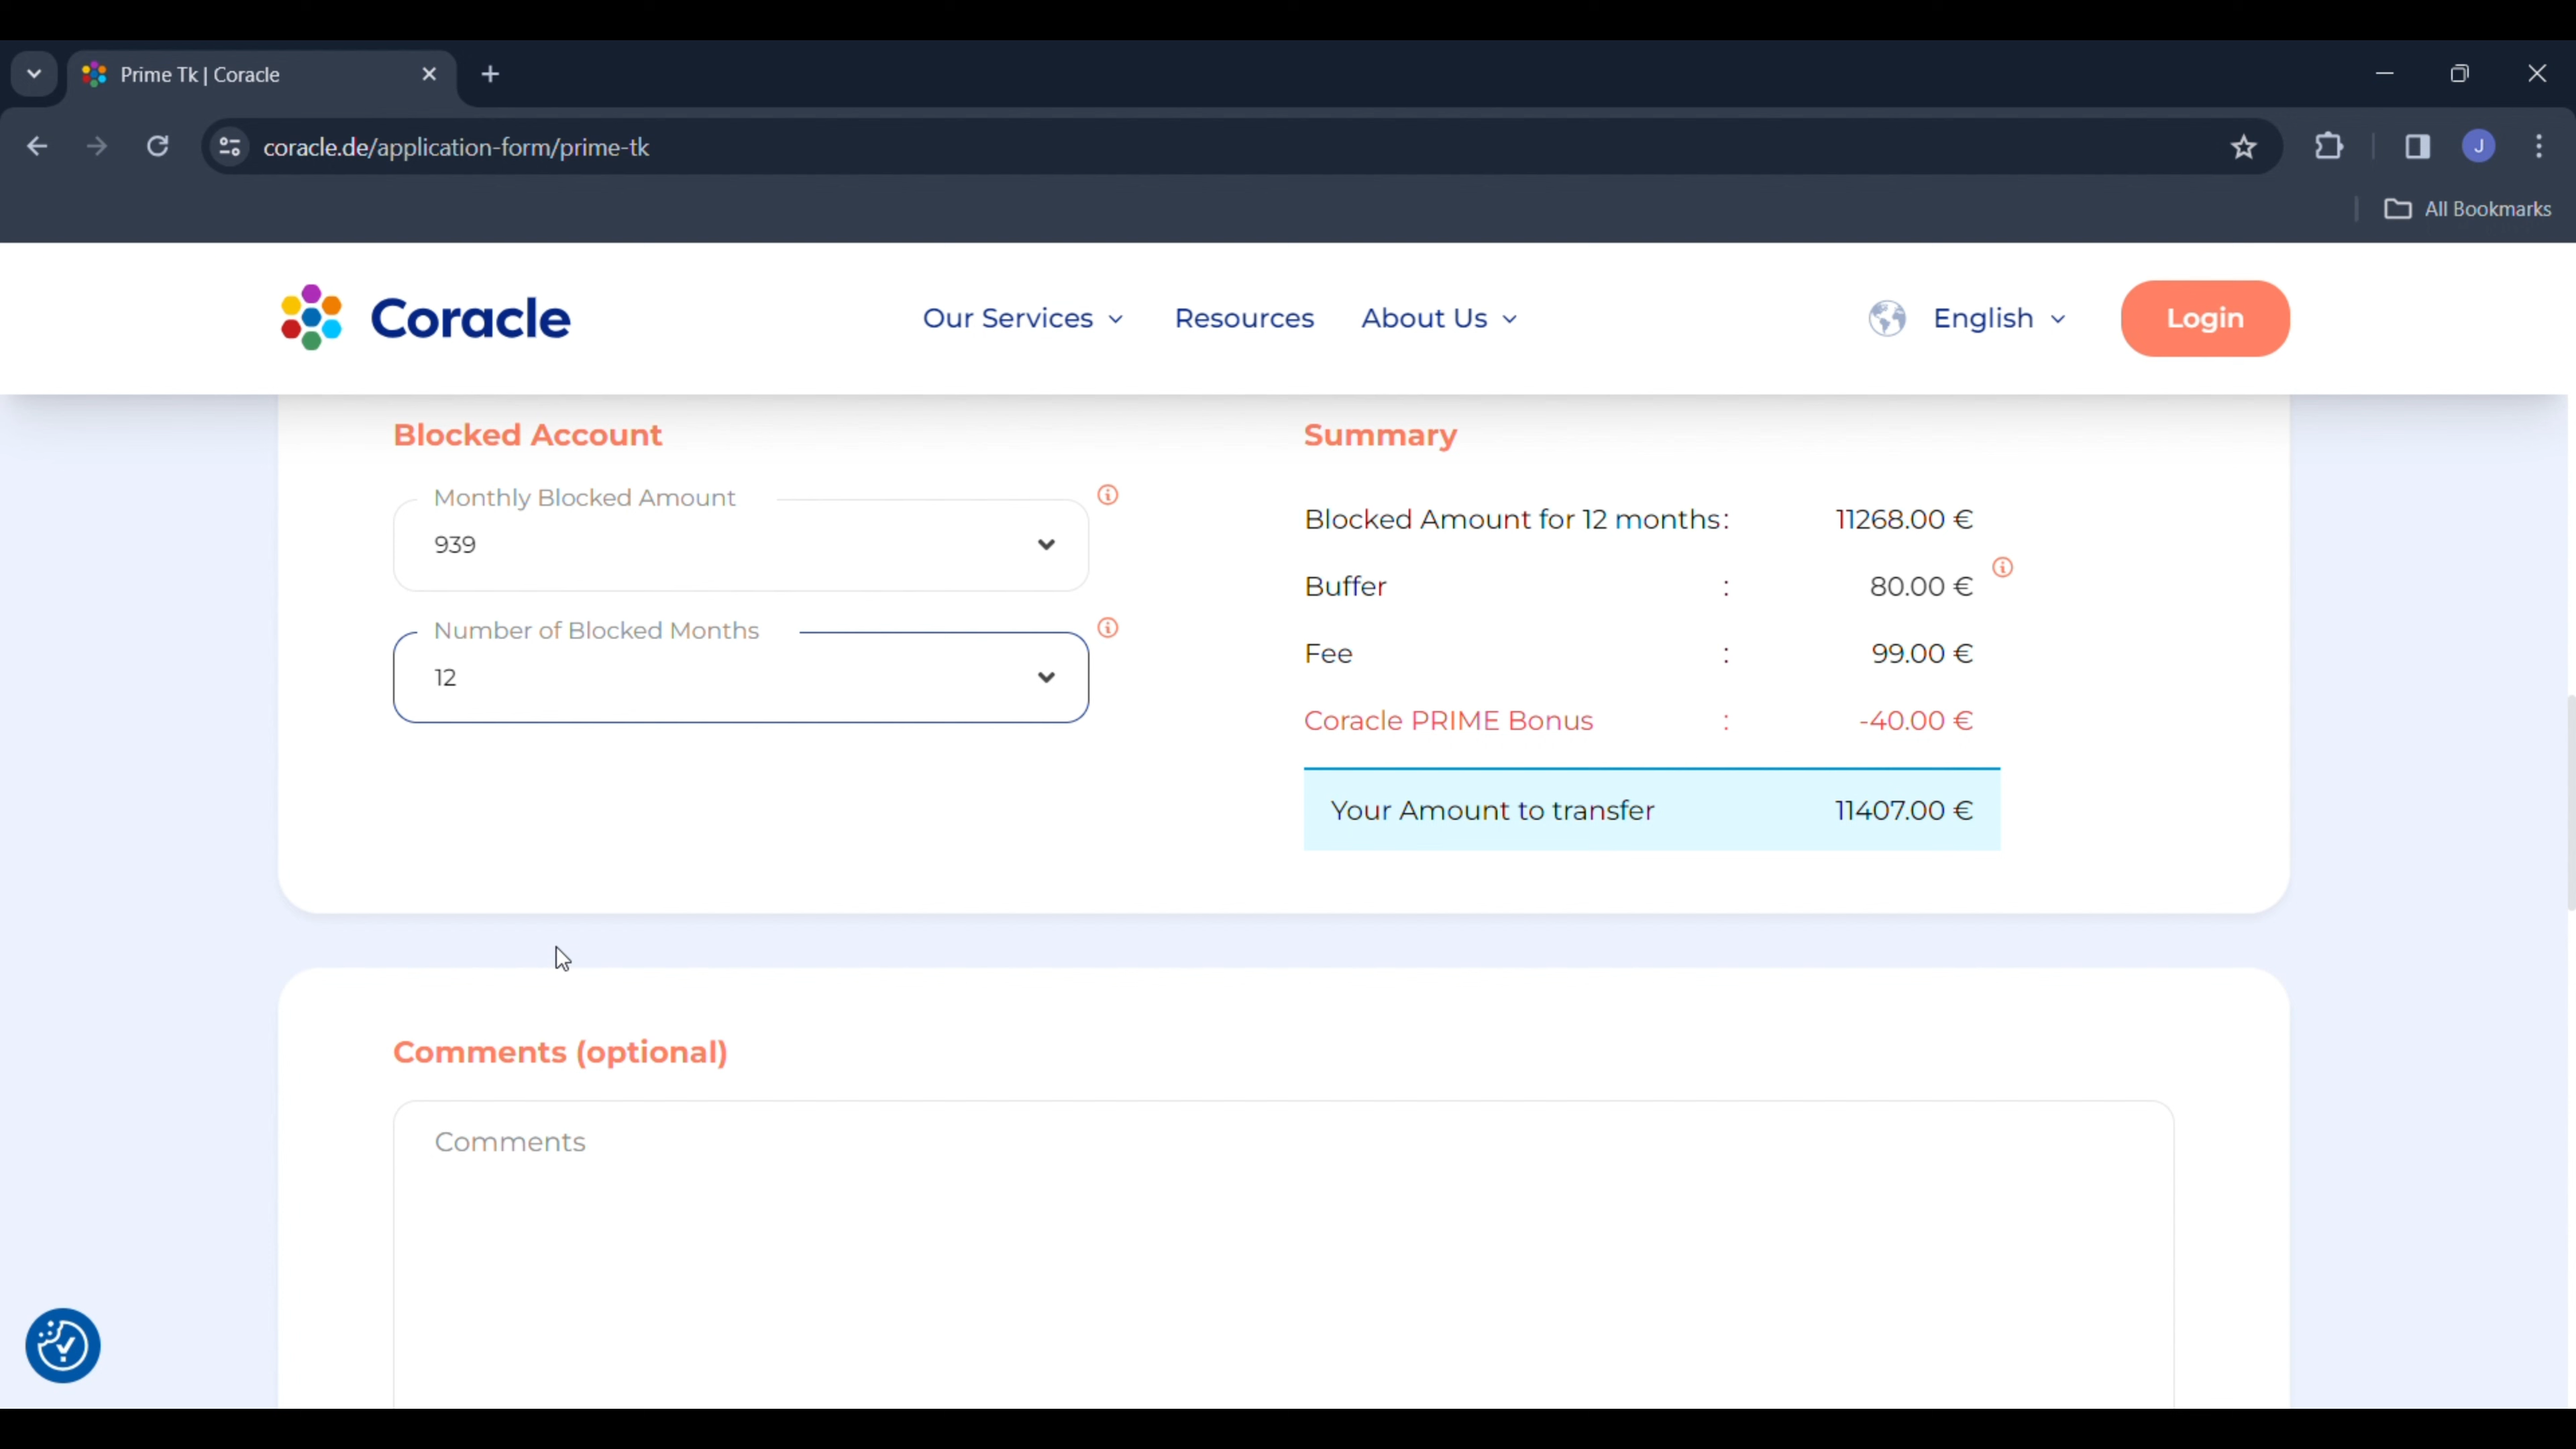 Prime Tk | Coracle
coracle.de/application-form/prime-tk
J
All Bookmarks
Coracle
Our Services
Resources
About Us
English
Login
Blocked Account
Monthly Blocked Amount
939
Number of Blocked Months
12
Summary
Blocked Amount for 12 months: 11268.00 €
Buffer : 80.00 €
Fee : 99.00 €
Coracle PRIME Bonus : -40.00 €
Your Amount to transfer 11407.00 €
Comments (optional)
Comments